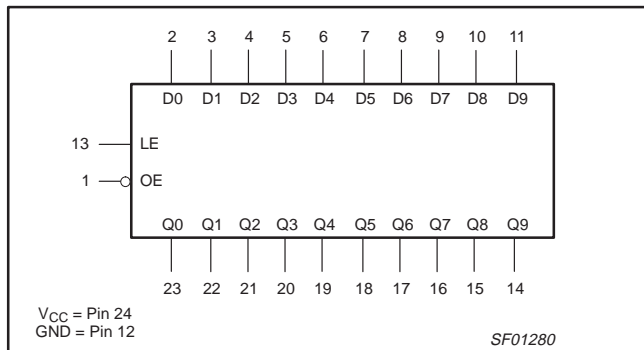 2 3 4 5 6 7 8 9 10 11
D0 D1 D2 D3 D4 D5 D6 D7 D8 D9
13 LE
1 OE
Q0 Q1 Q2 Q3 Q4 Q5 Q6 Q7 Q8 Q9
23 22 21 20 19 18 17 16 15 14
VCC = Pin 24
GND = Pin 12
SF01280